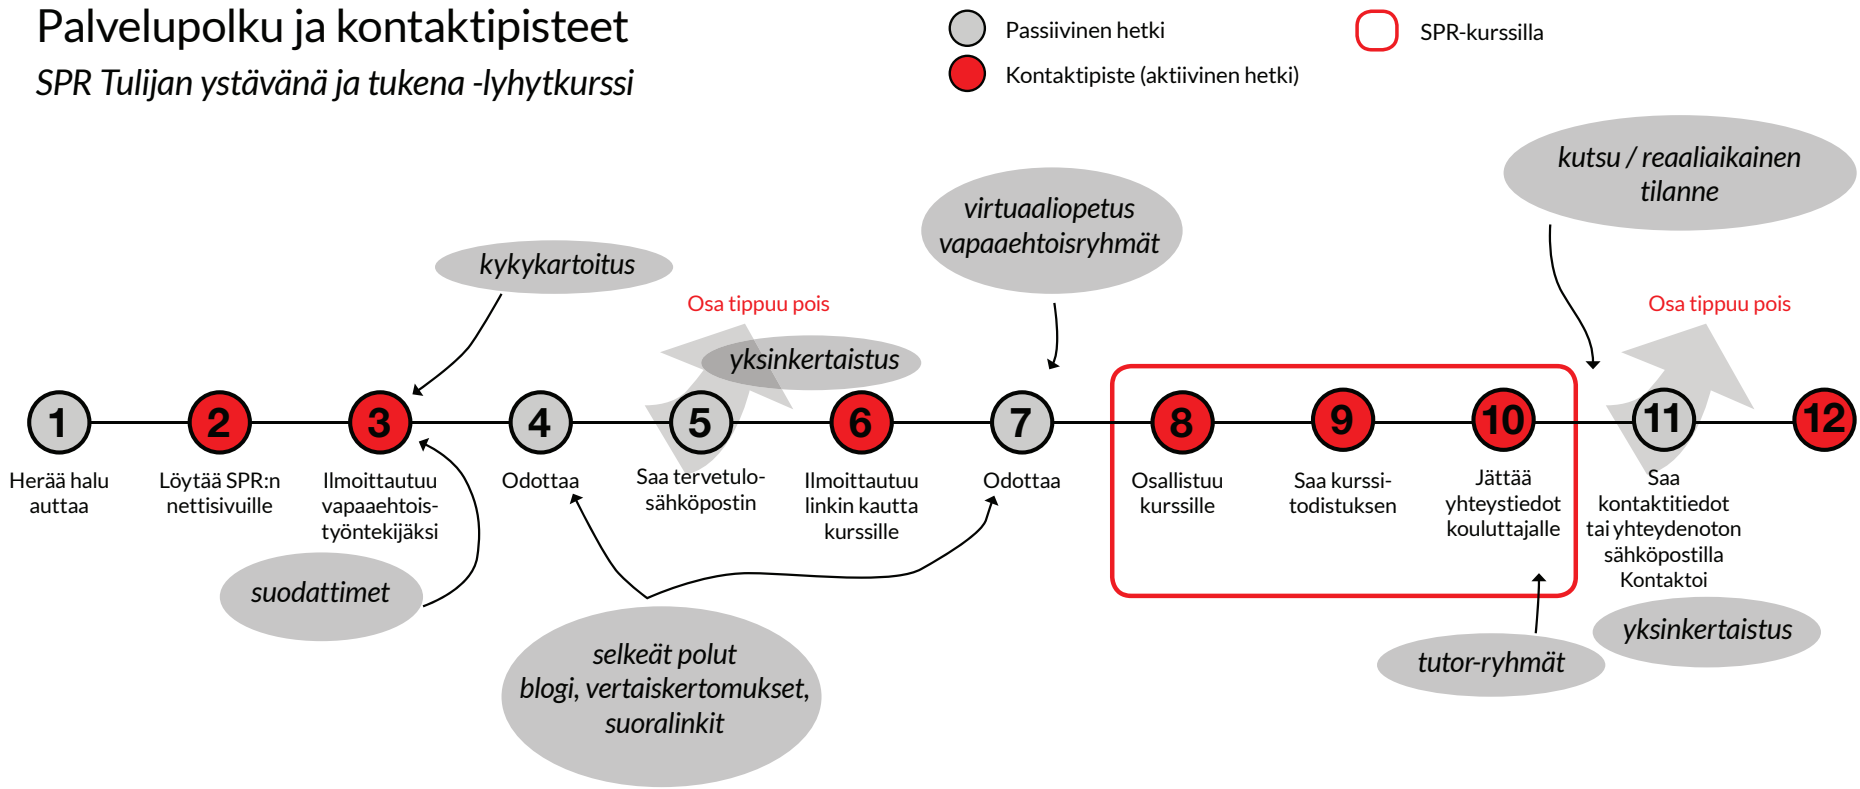 Palvelupolku ja kontaktipisteet
SPR Tulijan ystävänä ja tukena -lyhytkurssi
Passiivinen hetki
Kontaktipiste (aktiivinen hetki)
SPR-kurssilla
kutsu / reaaliaikainen
tilanne
virtuaaliopetus
vapaaehtoisryhmät
kykykartoitus
Osa tippuu pois
yksinkertaistus
Osa tippuu pois
1
2
3
4
5
6
7
8
9
10
11
12
Herää halu
auttaa
Löytää SPR:n
nettisivuille
Ilmoittautuu
vapaaehtois-
työntekijäksi
Odottaa
Saa tervetulo-
sähköpostin
Ilmoittautuu
linkin kautta
kurssille
Odottaa
Osallistuu
kurssille
Saa kurssi-
todistuksen
Jättää
yhteystiedot
kouluttajalle
Saa
kontaktitiedot
tai yhteydenoton
sähköpostilla
Kontaktoi
suodattimet
selkeät polut
blogi, vertaiskertomukset,
suoralinkit
tutor-ryhmät
yksinkertaistus